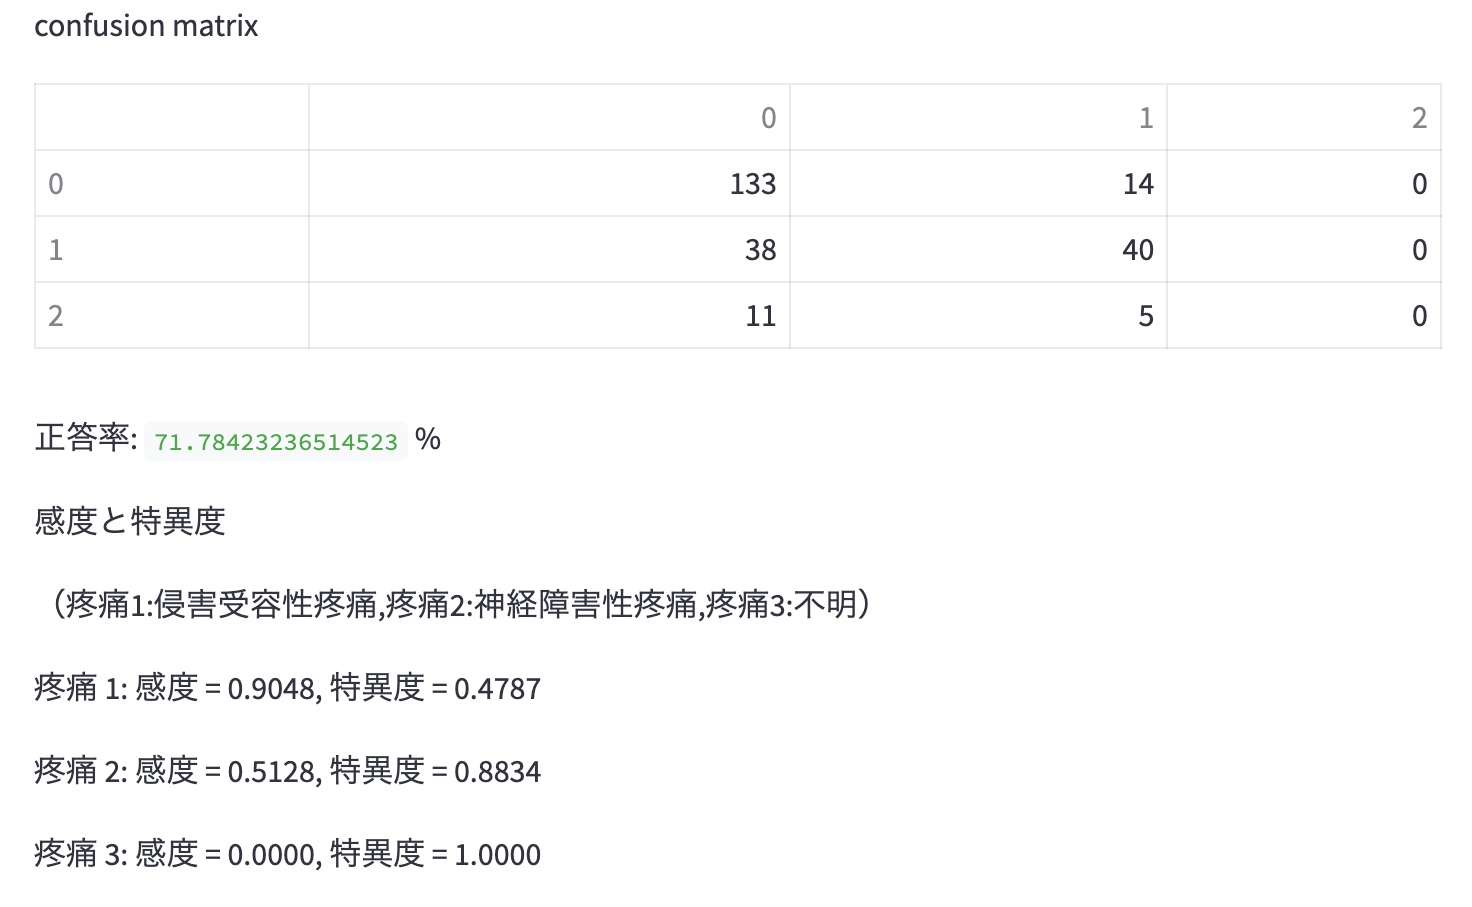 confusion matrix
0 1 2
0 133 14 0
1 38 40 0
2 11 5 0
正答率: 71.78423236514523 %
感度と特異度
（疼痛1:侵害受容性疼痛,疼痛2:神経障害性疼痛,疼痛3:不明）
疼痛 1: 感度 = 0.9048, 特異度 = 0.4787
疼痛 2: 感度 = 0.5128, 特異度 = 0.8834
疼痛 3: 感度 = 0.0000, 特異度 = 1.0000